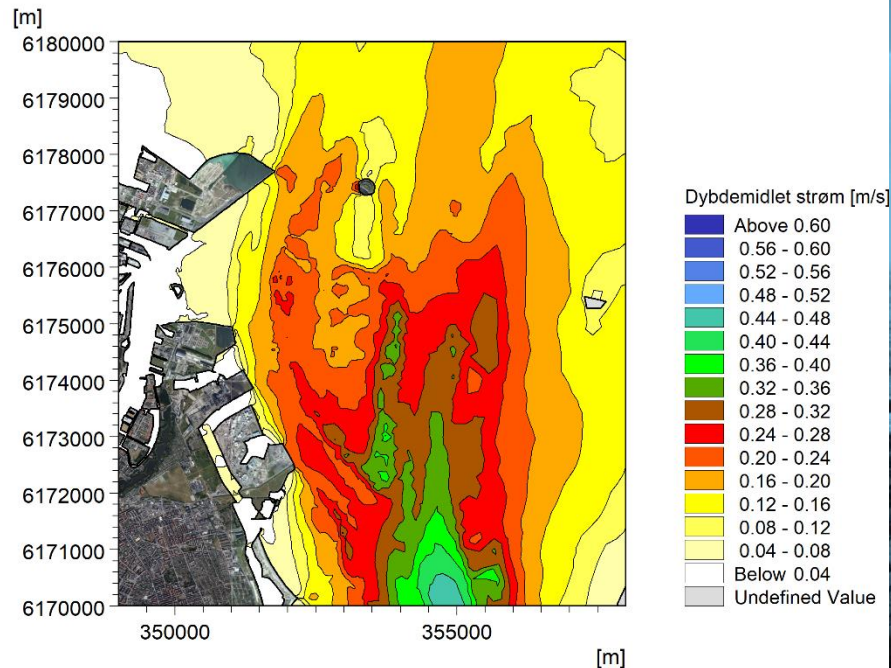 [m]
6180000
6179000
6178000
6177000
6176000
6175000
6174000
6173000
6172000
6171000
6170000
350000
355000
[m]
Dybdemidlet strøm [m/s]
Above 0.60
0.56 - 0.60
0.52 - 0.56
0.48 - 0.52
0.44 - 0.48
0.40 - 0.44
0.36 - 0.40
0.32 - 0.36
0.28 - 0.32
0.24 - 0.28
0.20 - 0.24
0.16 - 0.20
0.12 - 0.16
0.08 - 0.12
0.04 - 0.08
Below 0.04
Undefined Value